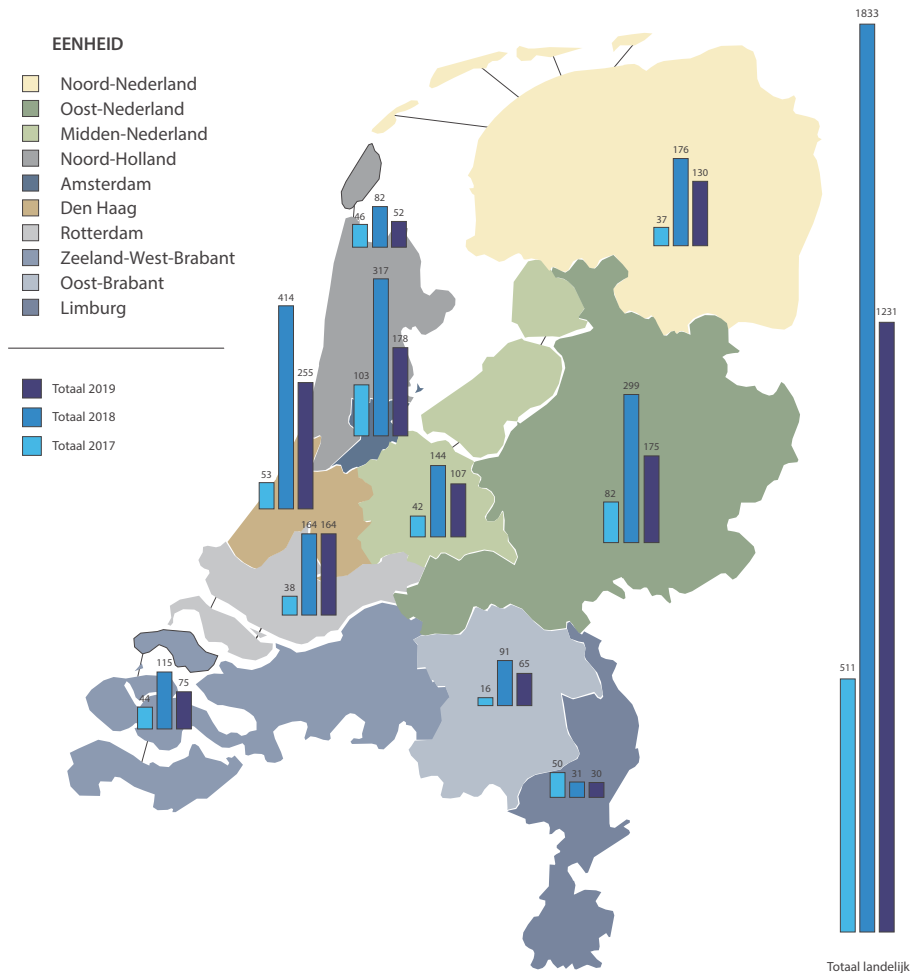 EENHEID
Noord-Nederland
Oost-Nederland
Midden-Nederland
Noord-Holland
Amsterdam
Den Haag
Rotterdam
Zeeland-West-Brabant
Oost-Brabant
Limburg
Totaal 2019
Totaal 2018
Totaal 2017
37 176 130
46 82 52
103 317 178
53 414 255
42 144 107
82 299 175
38 164 164
44 115 75
16 91 65
50 31 30
511 1833 1231
Totaal landelijk